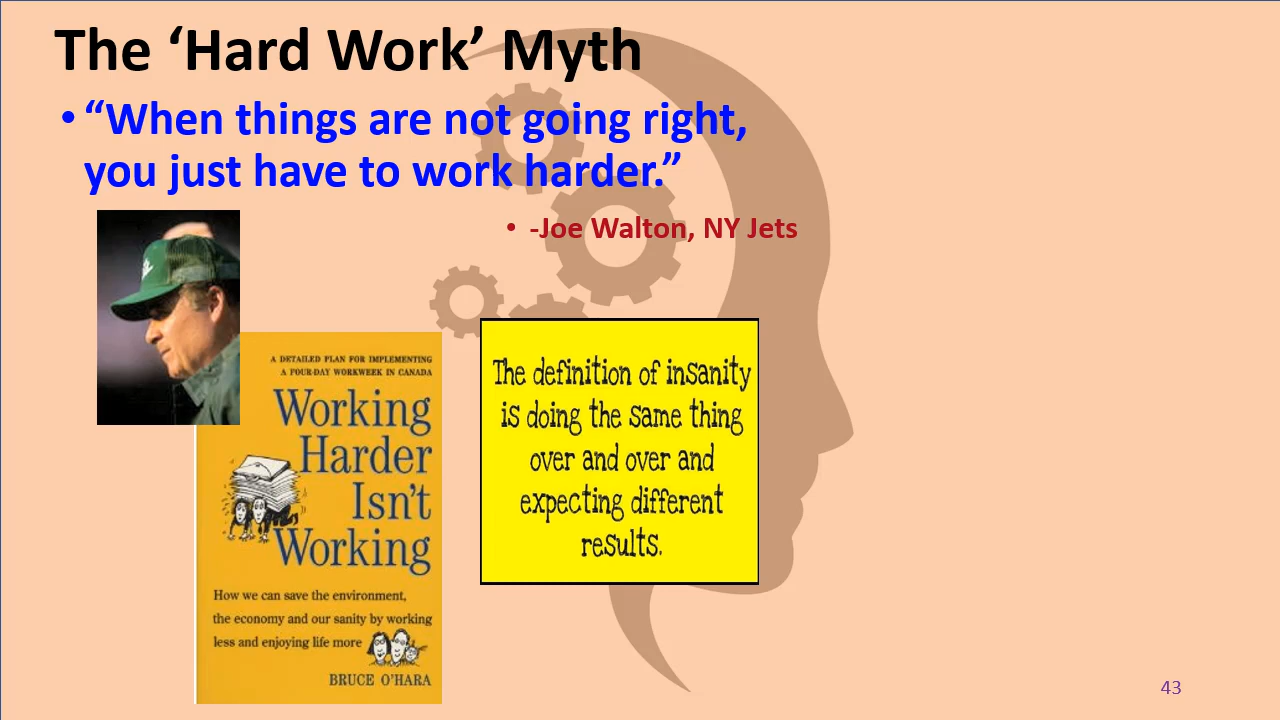 The ‘Hard Work’ Myth
• “When things are not going right,
you just have to work harder.”
• -Joe Walton, NY Jets
A DETAILED PLAN FOR IMPLEMENTING
A FOUR-DAY WORKWEEK IN CANADA
Working
Harder
Isn't
Working
How we can save the environment,
the economy and our sanity by working
less and enjoying life more
BRUCE O'HARA
The definition of insanity
is doing the same thing
over and over and
expecting different
results.
43